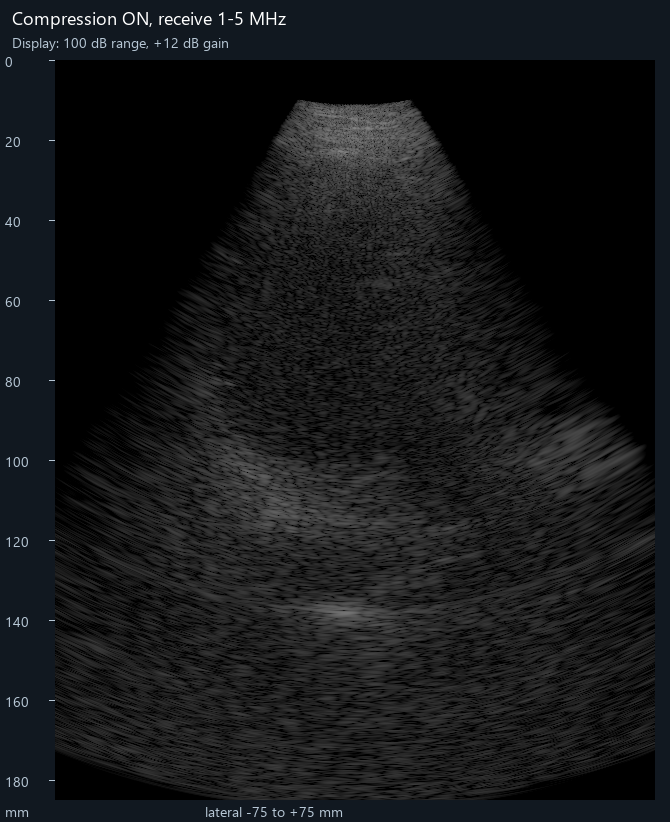 Compression ON, receive 1-5 MHz
Display: 100 dB range, +12 dB gain
0
20
40
60
80
100
120
140
160
180
mm
lateral -75 to +75 mm